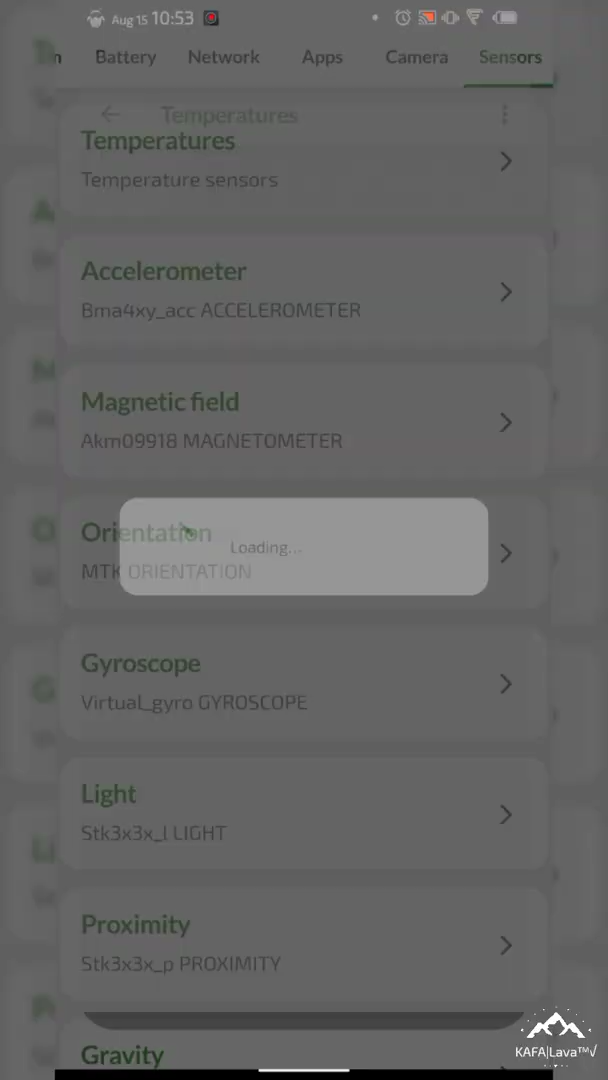 Aug 15 10:53
n Battery Network Apps Camera Sensors
Temperatures
Temperatures
Temperature sensors
Accelerometer
Bma4xy_acc ACCELEROMETER
Magnetic field
Akm09918 MAGNETOMETER
Orientation
Loading...
MTK ORIENTATION
Gyroscope
Virtual_gyro GYROSCOPE
Light
Stk3x3x_l LIGHT
Proximity
Stk3x3x_p PROXIMITY
Gravity
KAFA|Lava™√